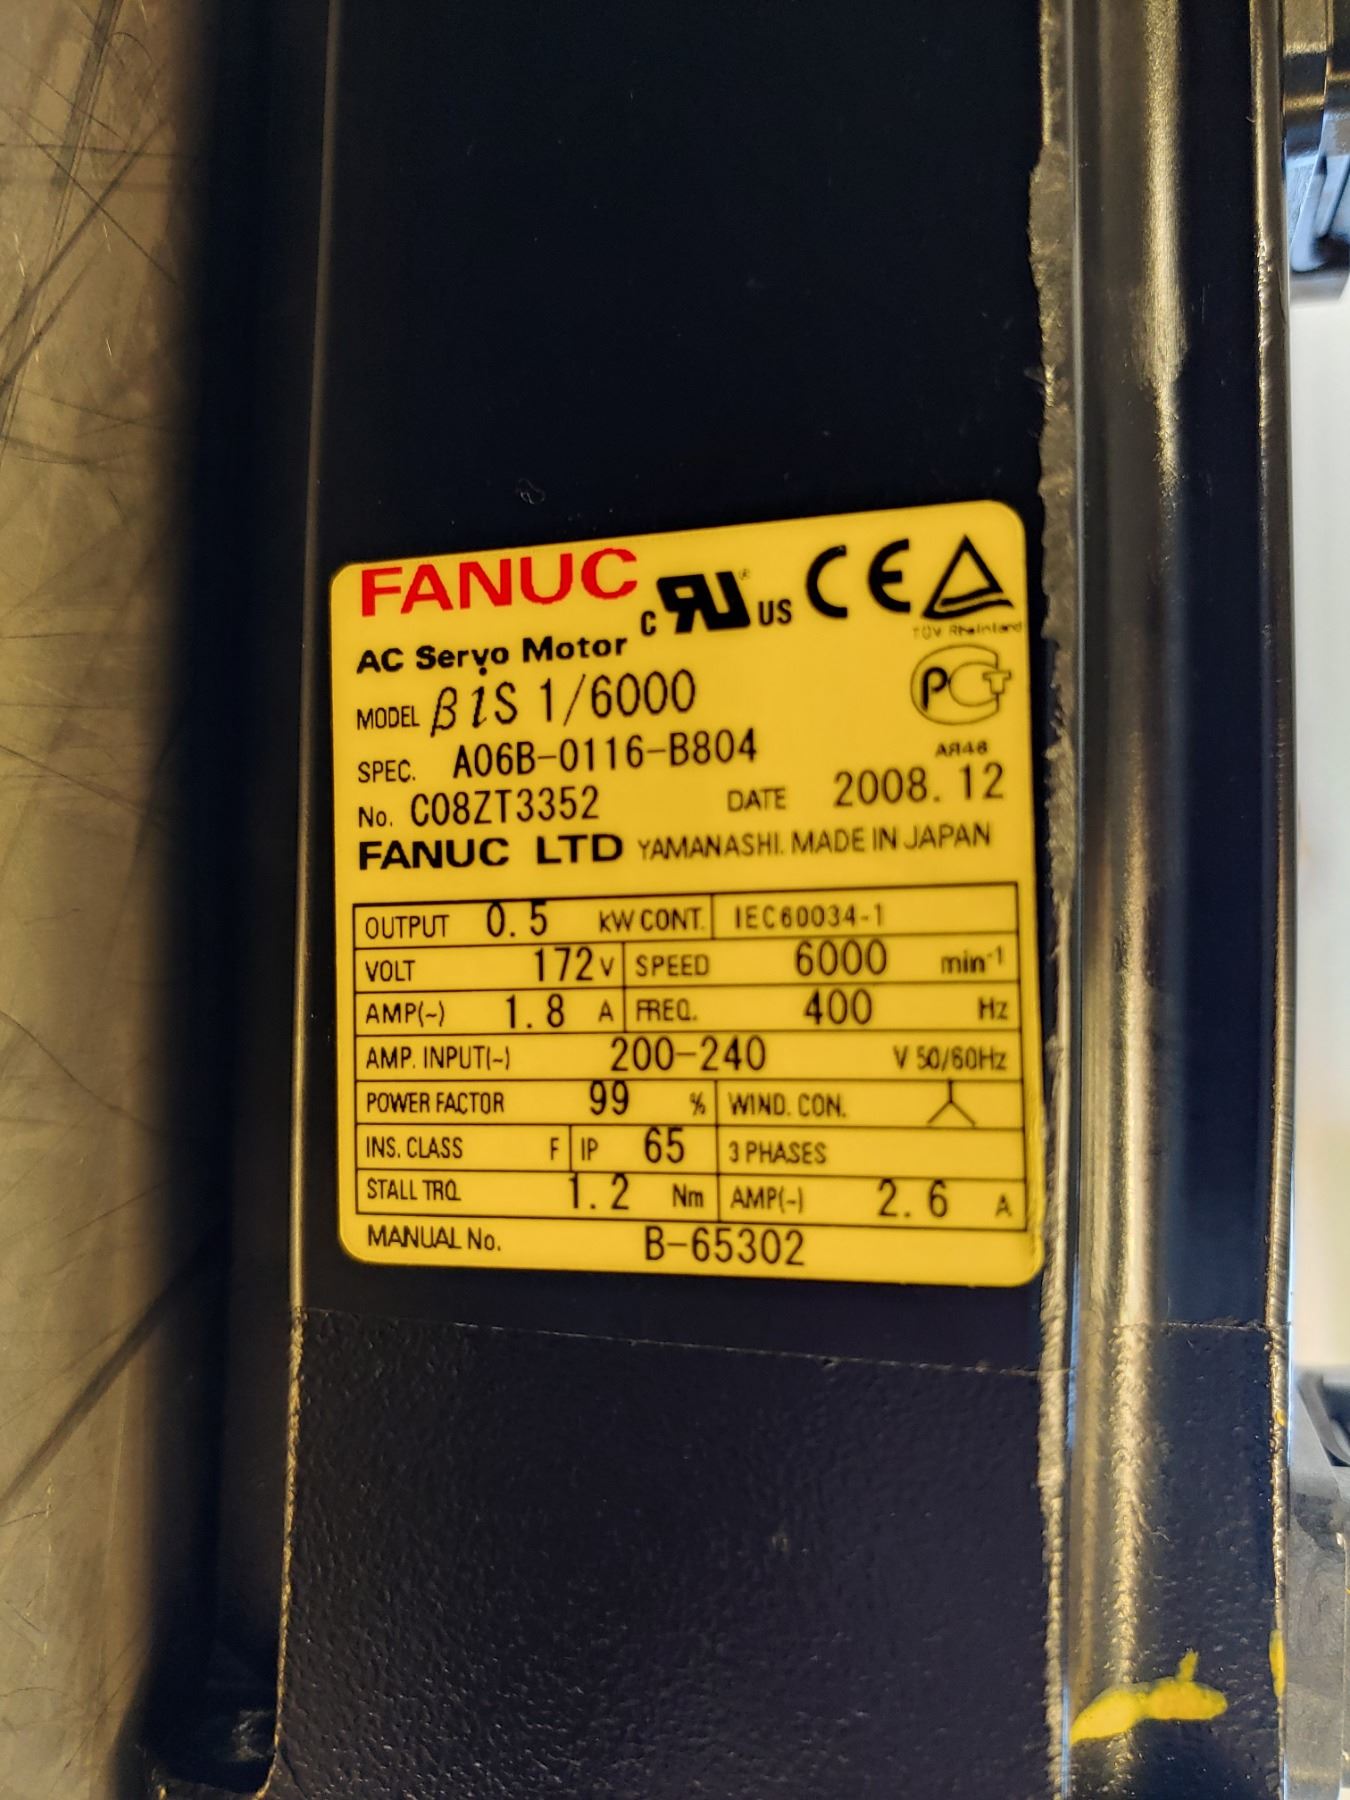 FANUC
C RU ® US CE
TÜV Rheinland
AC Servo Motor
MODEL βiS 1/6000
PCT
SPEC. A06B-0116-B804
АЯ46
No. C08ZT3352 DATE 2008.12
FANUC LTD YAMANASHI. MADE IN JAPAN
OUTPUT 0.5 kW CONT. IEC60034-1
VOLT 172 V SPEED 6000 min⁻¹
AMP(~) 1.8 A FREQ. 400 Hz
AMP. INPUT(~) 200-240 V 50/60Hz
POWER FACTOR 99 % WIND. CON.
INS. CLASS F IP 65 3 PHASES
STALL TRQ. 1.2 Nm AMP(~) 2.6 A
MANUAL No. B-65302